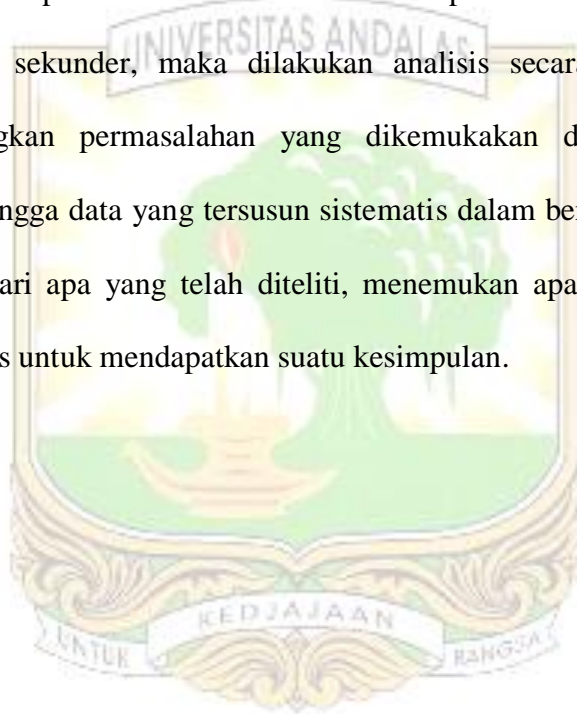 UNIVERSITAS ANDALAS
sekunder, maka dilakukan analisis secara
gkan permasalahan yang dikemukakan d
ngga data yang tersusun sistematis dalam ber
ari apa yang telah diteliti, menemukan apa
s untuk mendapatkan suatu kesimpulan.
KEDJAJAAN
UNTUK BANGSA